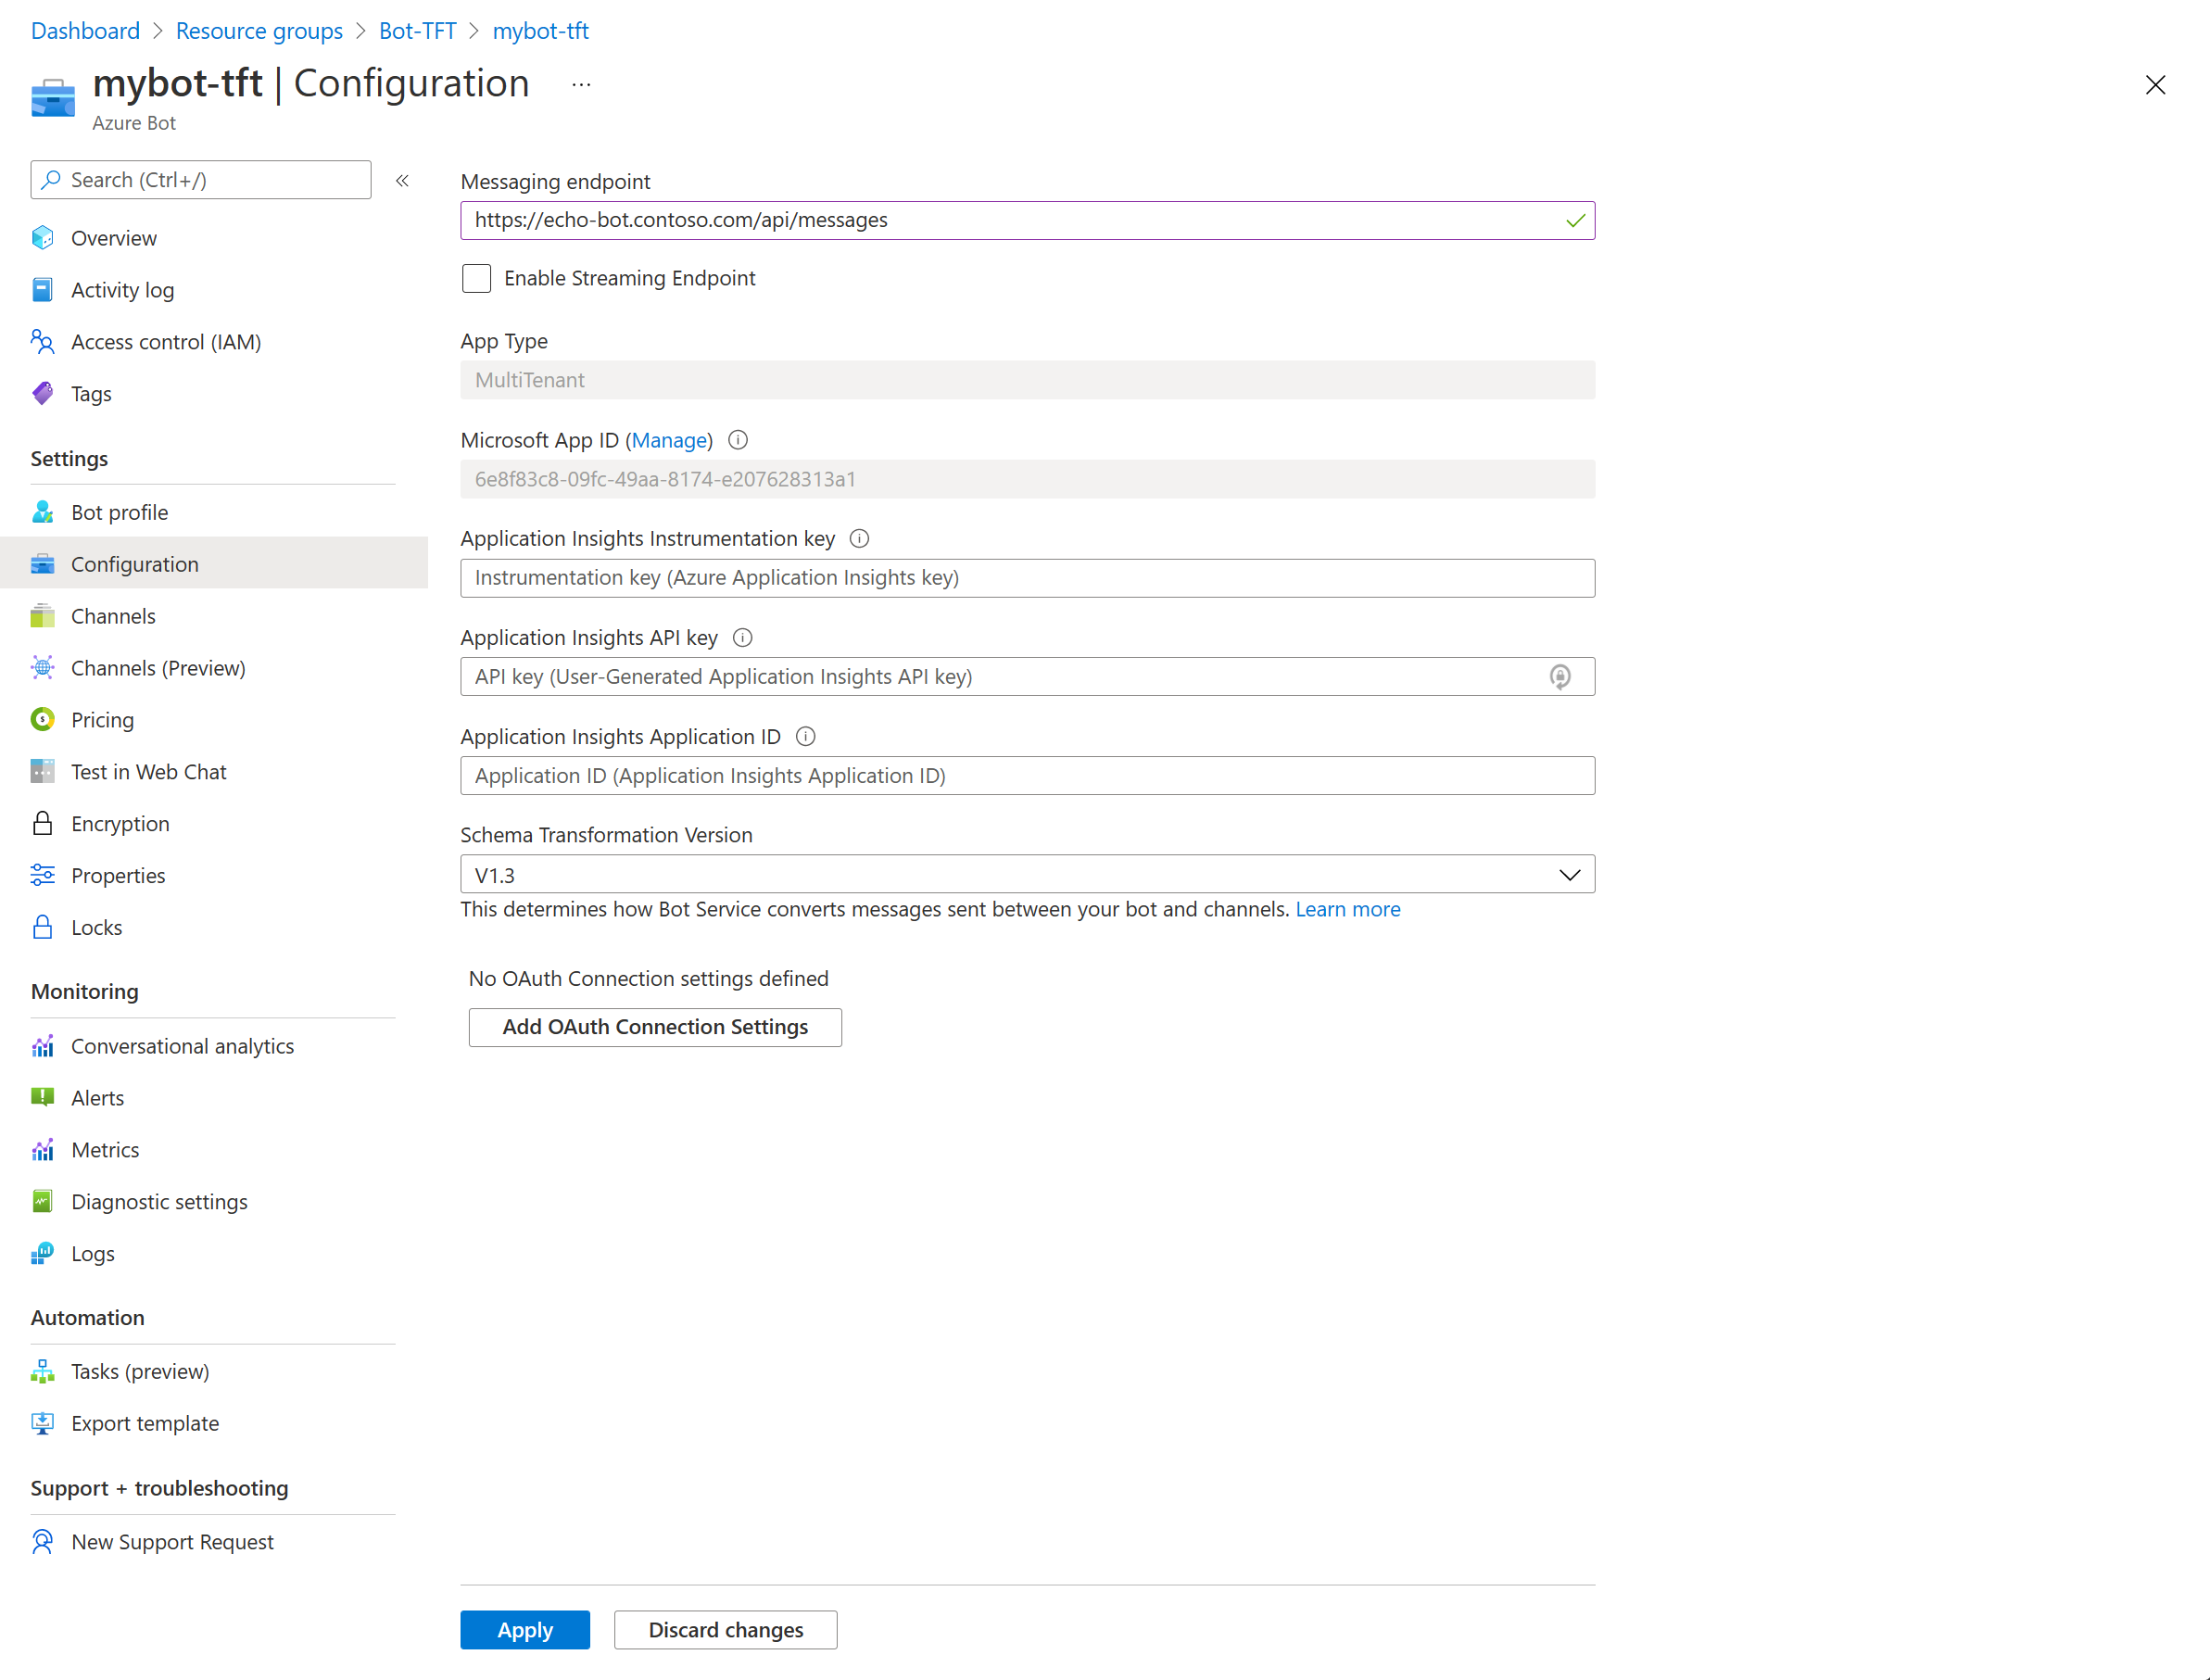 Dashboard > Resource groups > Bot-TFT > mybot-tft
mybot-tft | Configuration ...
Azure Bot
Search (Ctrl+/) «
Overview
Activity log
Access control (IAM)
Tags
Settings
Bot profile
Configuration
Channels
Channels (Preview)
Pricing
Test in Web Chat
Encryption
Properties
Locks
Monitoring
Conversational analytics
Alerts
Metrics
Diagnostic settings
Logs
Automation
Tasks (preview)
Export template
Support + troubleshooting
New Support Request
Messaging endpoint
https://echo-bot.contoso.com/api/messages
Enable Streaming Endpoint
App Type
MultiTenant
Microsoft App ID (Manage)
6e8f83c8-09fc-49aa-8174-e207628313a1
Application Insights Instrumentation key
Instrumentation key (Azure Application Insights key)
Application Insights API key
API key (User-Generated Application Insights API key)
Application Insights Application ID
Application ID (Application Insights Application ID)
Schema Transformation Version
V1.3
This determines how Bot Service converts messages sent between your bot and channels. Learn more
No OAuth Connection settings defined
Add OAuth Connection Settings
Apply
Discard changes